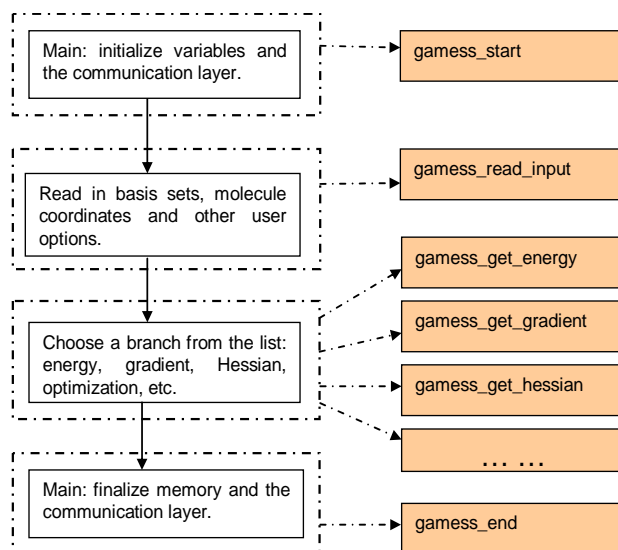 Main: initialize variables and
the communication layer.
gamess_start
Read in basis sets, molecule
coordinates and other user
options.
gamess_read_input
Choose a branch from the list:
energy, gradient, Hessian,
optimization, etc.
gamess_get_energy
gamess_get_gradient
gamess_get_hessian
... ...
Main: finalize memory and the
communication layer.
gamess_end